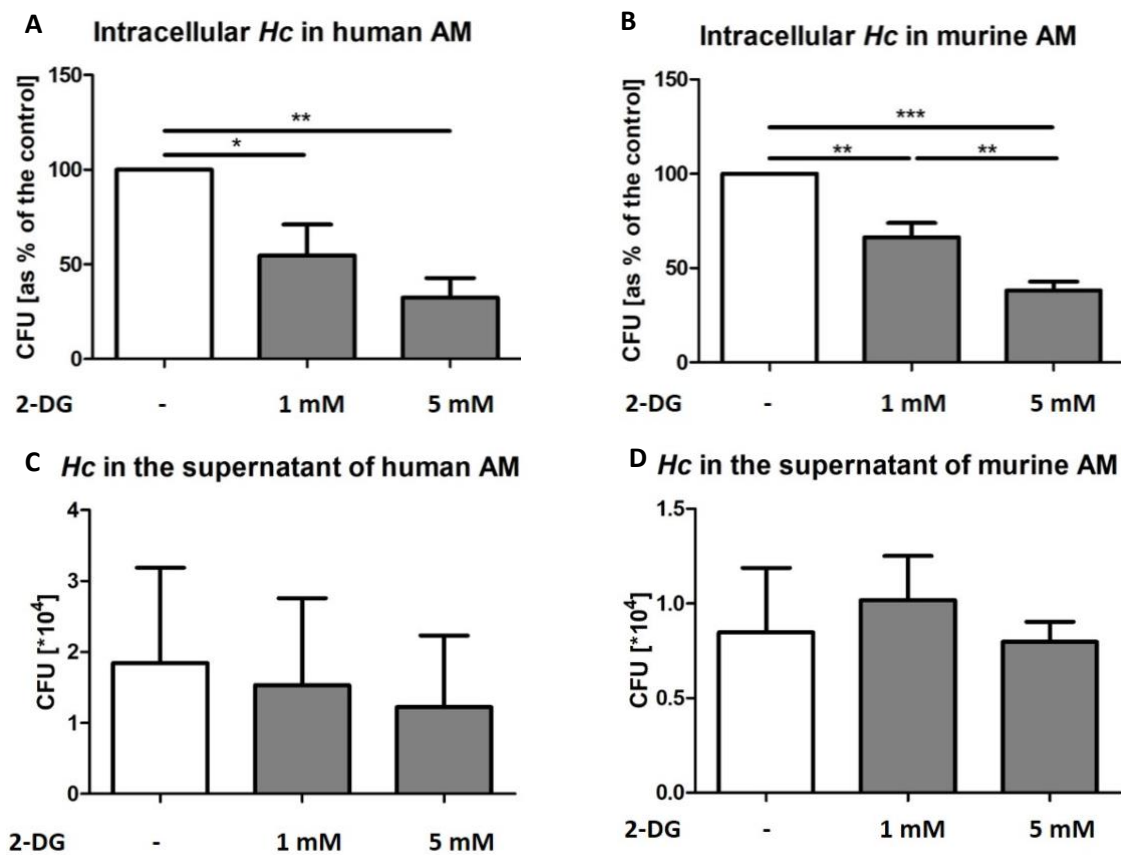 A
Intracellular Hc in human AM
CFU [as % of the control]
150
100
50
0
*
**
2-DG - 1 mM 5 mM
B
Intracellular Hc in murine AM
CFU [as % of the control]
150
100
50
0
***
** **
2-DG - 1 mM 5 mM
C
Hc in the supernatant of human AM
CFU [*10⁴]
4
3
2
1
0
2-DG - 1 mM 5 mM
D
Hc in the supernatant of murine AM
CFU [*10⁴]
1.5
1.0
0.5
0.0
2-DG - 1 mM 5 mM